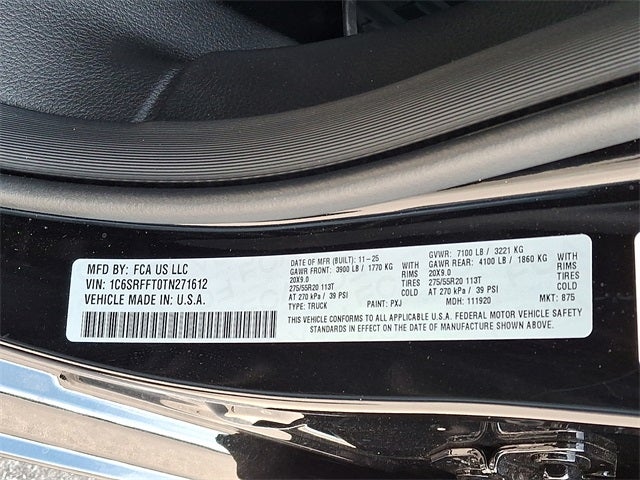 MFD BY: FCA US LLC
VIN: 1C6SRFFT0TN271612
VEHICLE MADE IN U.S.A.
DATE OF MFR (BUILT): 11-25
GAWR FRONT: 3900 LB / 1770 KG
WITH
20X9.0
RIMS
275/55R20 113T
TIRES
AT 270 kPa / 39 PSI
COLD
TYPE: TRUCK
PAINT: PXJ
GVWR: 7100 LB / 3221 KG
GAWR REAR: 4100 LB / 1860 KG
WITH
20X9.0
RIMS
275/55R20 113T
TIRES
AT 270 kPa / 39 PSI
COLD
MDH: 111920
MKT: 875
THIS VEHICLE CONFORMS TO ALL APPLICABLE U.S.A. FEDERAL MOTOR VEHICLE SAFETY
STANDARDS IN EFFECT ON THE DATE OF MANUFACTURE SHOWN ABOVE.